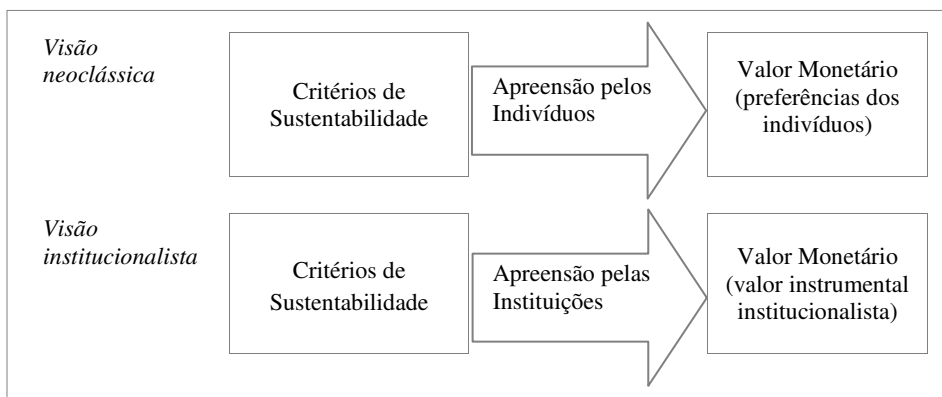 Visão
neoclássica
Critérios de
Sustentabilidade
Apreensão pelos
Indivíduos
Valor Monetário
(preferências dos
indivíduos)
Visão
institucionalista
Critérios de
Sustentabilidade
Apreensão pelas
Instituições
Valor Monetário
(valor instrumental
institucionalista)